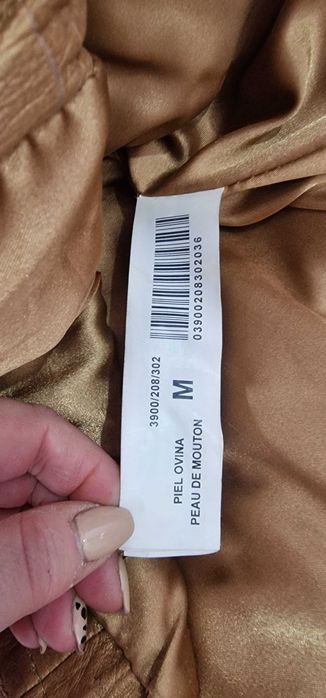 03900208302036
3900/208/302
M
PIEL OVINA
PEAU DE MOUTON